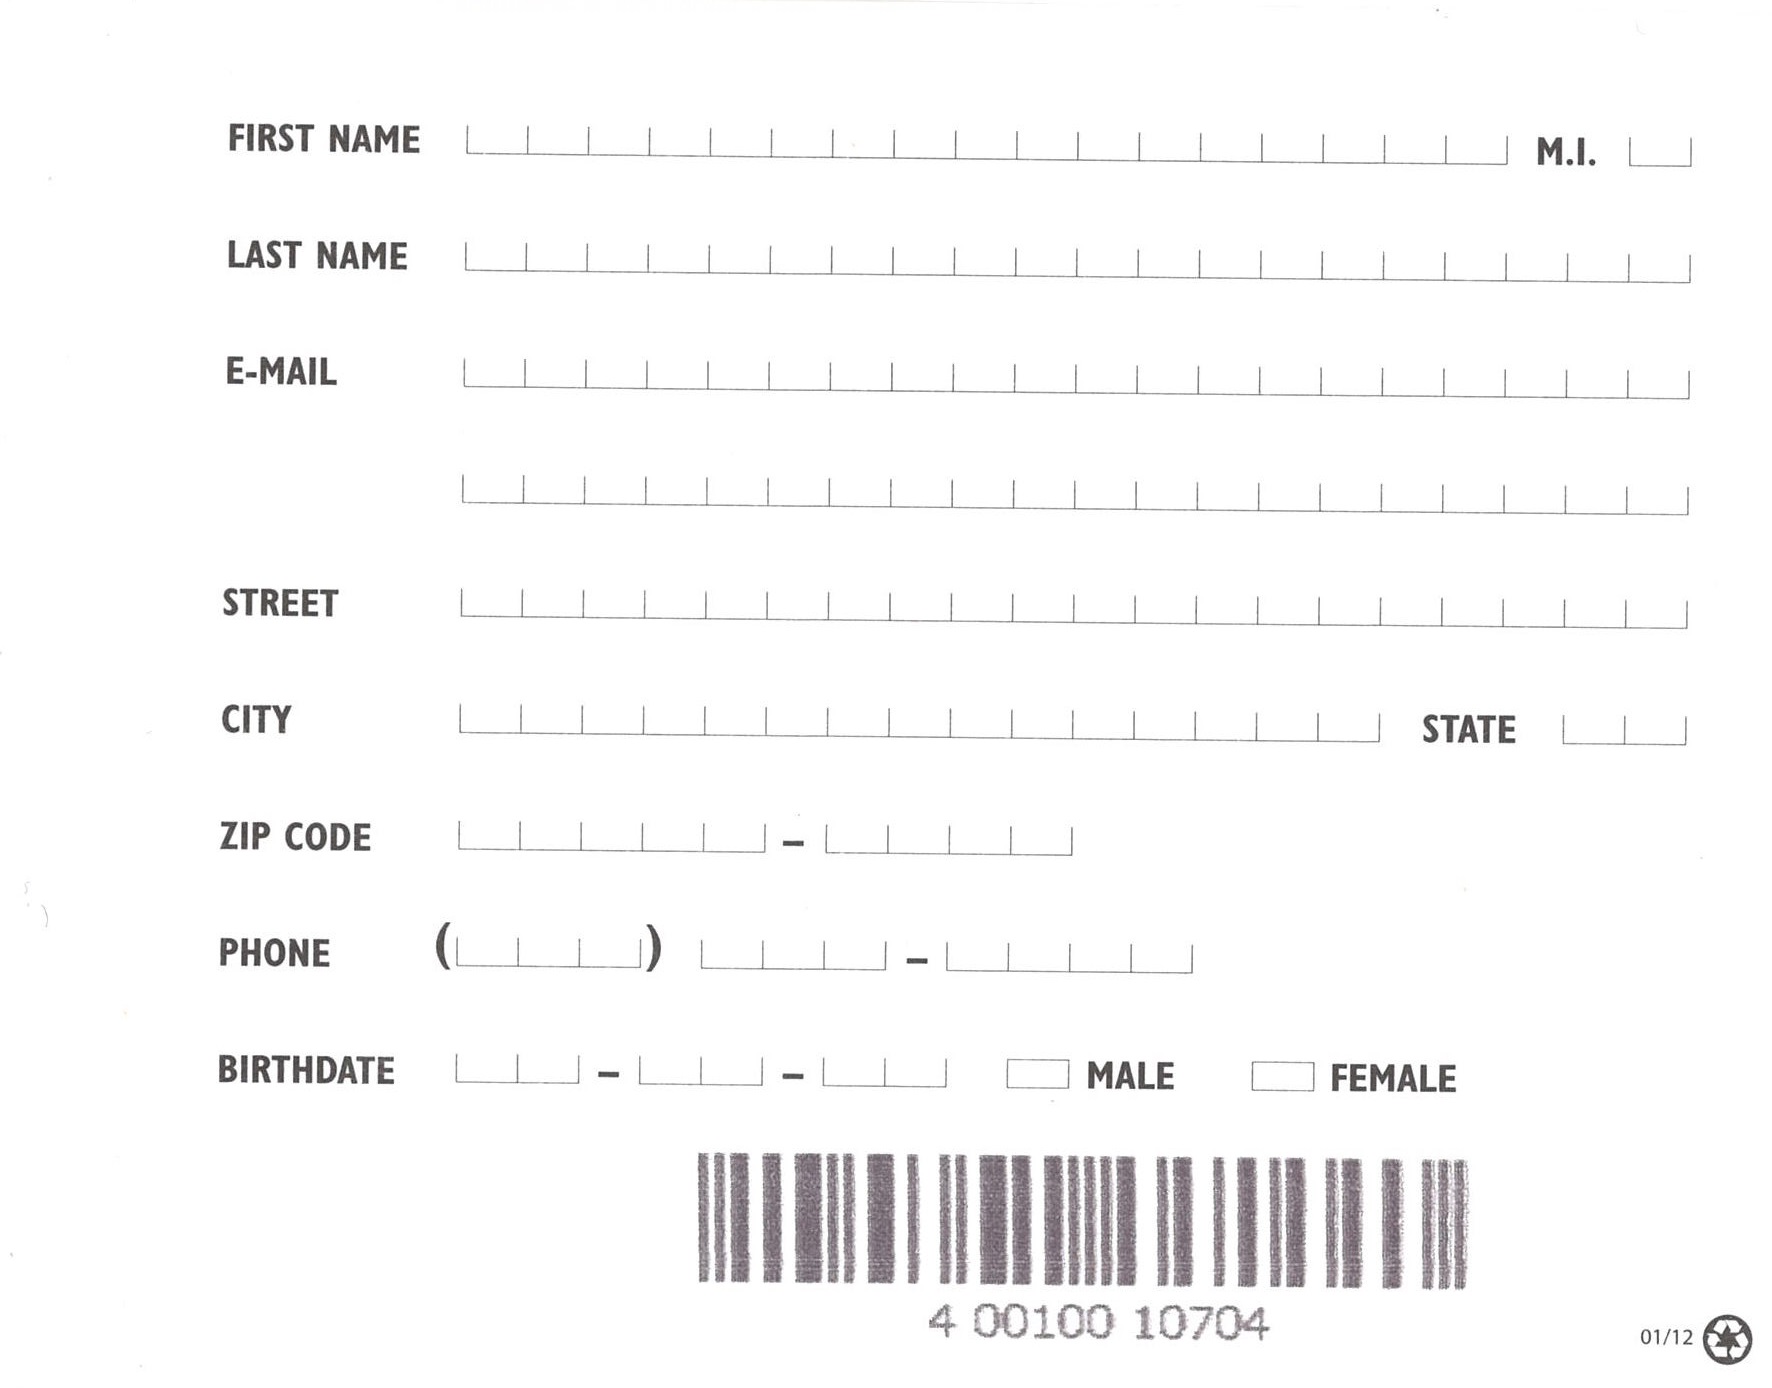 FIRST NAME M.I.
LAST NAME
E-MAIL
STREET
CITY STATE
ZIP CODE –
PHONE ( ) –
BIRTHDATE – – MALE FEMALE
4 00100 10704
01/12